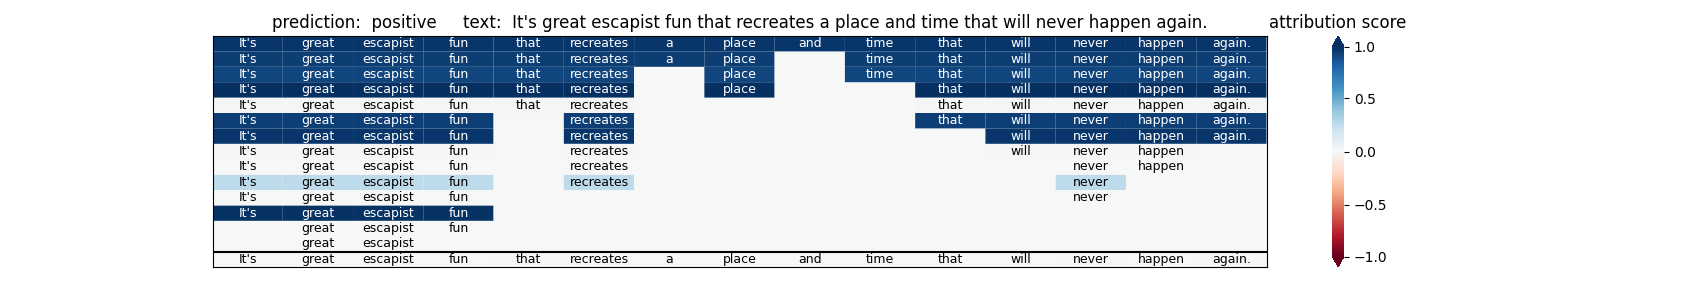 prediction:  positive     text:  It's great escapist fun that recreates a place and time that will never happen again.     attribution score
It's great escapist fun that recreates a place and time that will never happen again.
It's great escapist fun that recreates a place time that will never happen again.
It's great escapist fun that recreates place time that will never happen again.
It's great escapist fun that recreates place that will never happen again.
It's great escapist fun that recreates that will never happen again.
It's great escapist fun recreates that will never happen again.
It's great escapist fun recreates will never happen again.
It's great escapist fun recreates will never happen
It's great escapist fun recreates never happen
It's great escapist fun recreates never
It's great escapist fun never
It's great escapist fun
great escapist fun
great escapist
It's great escapist fun that recreates a place and time that will never happen again.
1.0
0.5
0.0
−0.5
−1.0